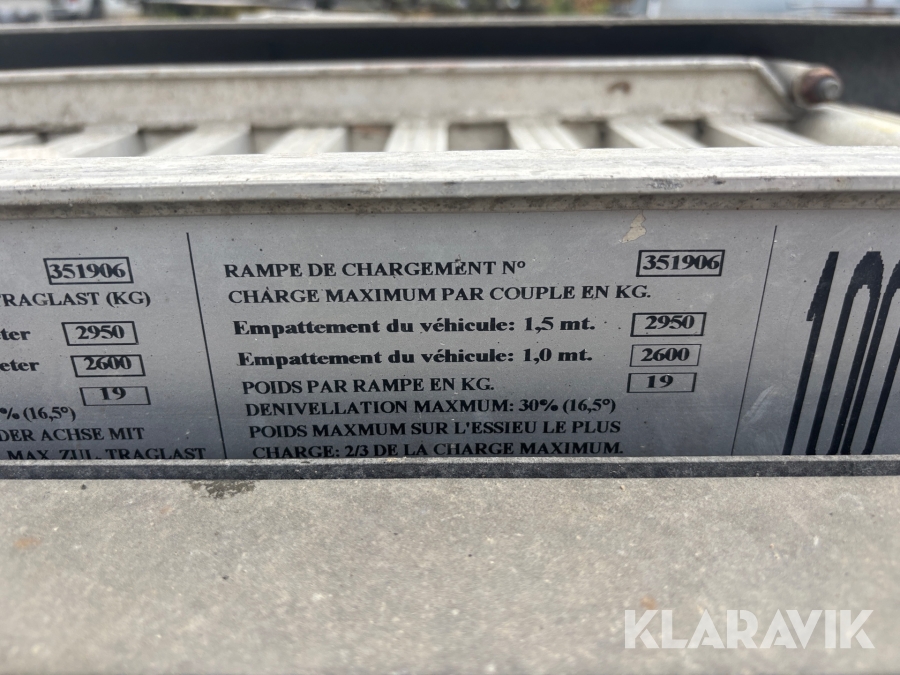 351906
TRAGLAST (KG)
2950
2600
19
% (16,5°)
DER ACHSE MIT
MAX ZUL. TRAGLAST
RAMPE DE CHARGEMENT Nº 351906
CHARGE MAXIMUM PAR COUPLE EN KG.
Empattement du véhicule: 1,5 mt. 2950
Empattement du véhicule: 1,0 mt. 2600
POIDS PAR RAMPE EN KG. 19
DENIVELLATION MAXMUM: 30% (16,5°)
POIDS MAXMUM SUR L'ESSIEU LE PLUS
CHARGE: 2/3 DE LA CHARGE MAXIMUM.
KLARAVIK